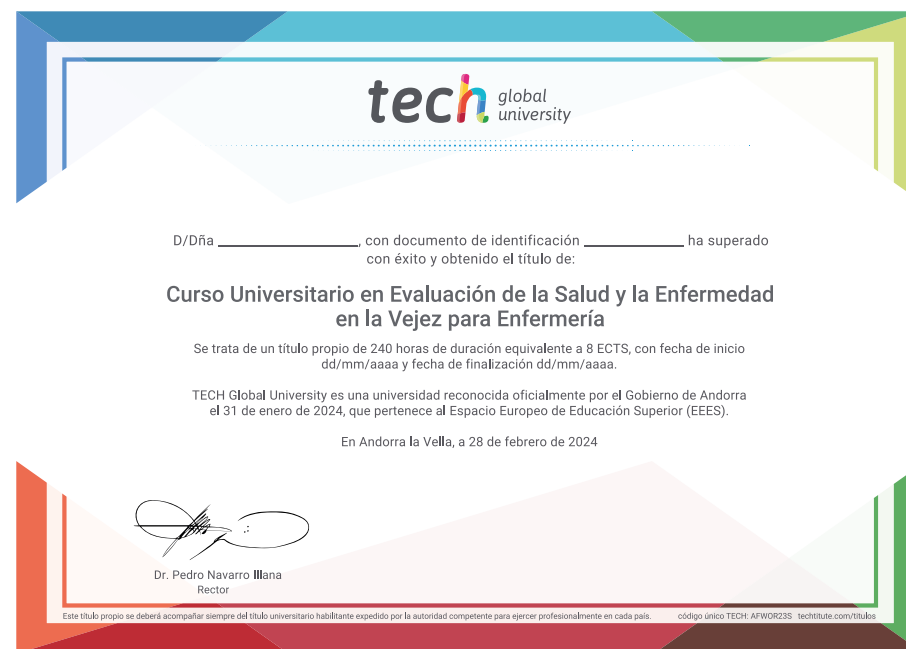 tech global university
D/Dña ____________, con documento de identificación ____________ ha superado
con éxito y obtenido el título de:
Curso Universitario en Evaluación de la Salud y la Enfermedad
en la Vejez para Enfermería
Se trata de un título propio de 240 horas de duración equivalente a 8 ECTS, con fecha de inicio
dd/mm/aaaa y fecha de finalización dd/mm/aaaa.
TECH Global University es una universidad reconocida oficialmente por el Gobierno de Andorra
el 31 de enero de 2024, que pertenece al Espacio Europeo de Educación Superior (EEES).
En Andorra la Vella, a 28 de febrero de 2024
Dr. Pedro Navarro Illana
Rector
Este título propio se deberá acompañar siempre del título universitario habilitante expedido por la autoridad competente para ejercer profesionalmente en cada país. código único TECH: AFWOR23S techtitute.com/titulos